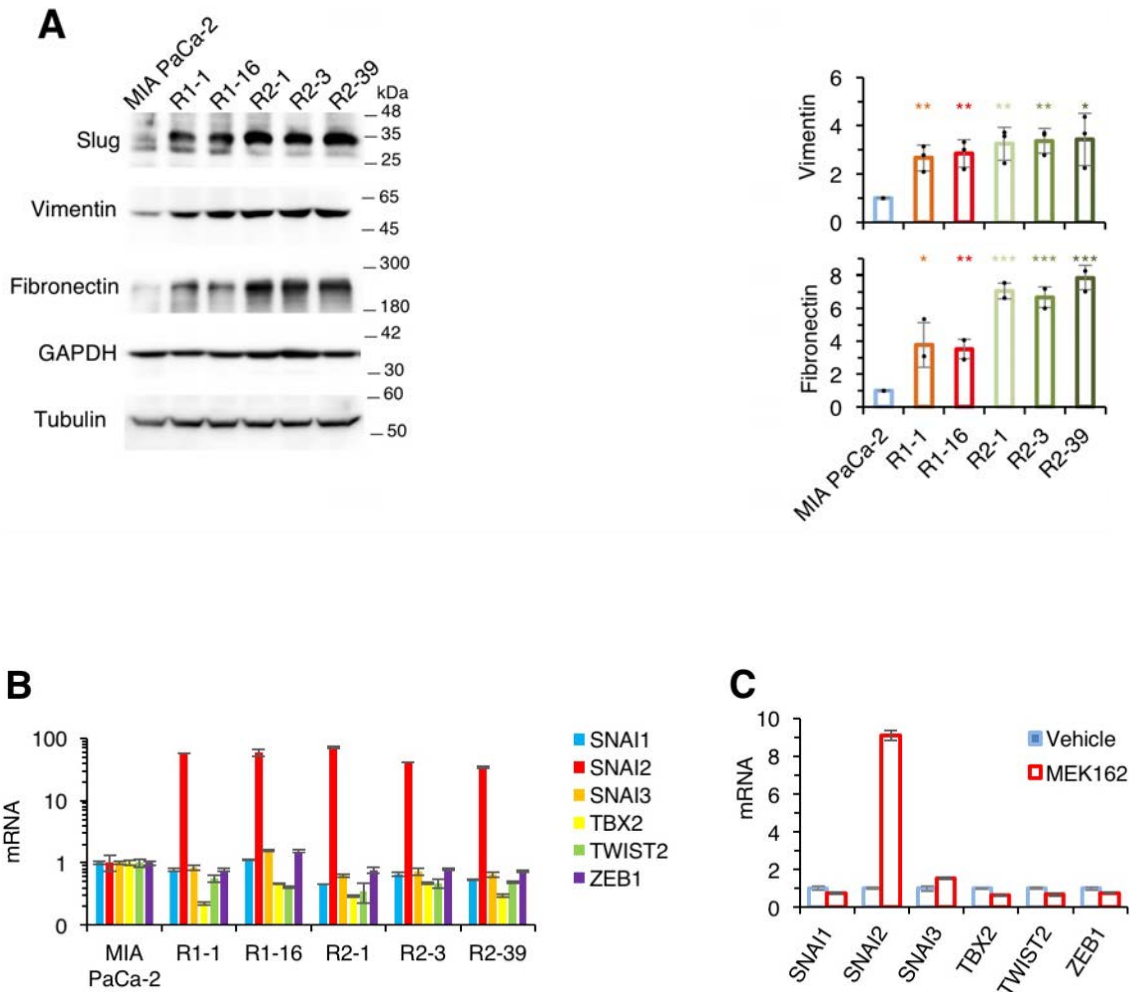 A
MIA PaCa-2
R1-1
R1-16
R2-1
R2-3
R2-39
kDa
Slug
48
35
25
Vimentin
65
45
Fibronectin
300
180
GAPDH
42
30
Tubulin
60
50
Vimentin
6
4
2
0
** ** ** ** *
Fibronectin
8
6
4
2
0
* ** *** *** ***
MIA PaCa-2
R1-1
R1-16
R2-1
R2-3
R2-39
B
mRNA
100
10
1
0
MIA PaCa-2
R1-1
R1-16
R2-1
R2-3
R2-39
SNAI1
SNAI2
SNAI3
TBX2
TWIST2
ZEB1
C
mRNA
10
8
6
4
2
0
Vehicle
MEK162
SNAI1
SNAI2
SNAI3
TBX2
TWIST2
ZEB1